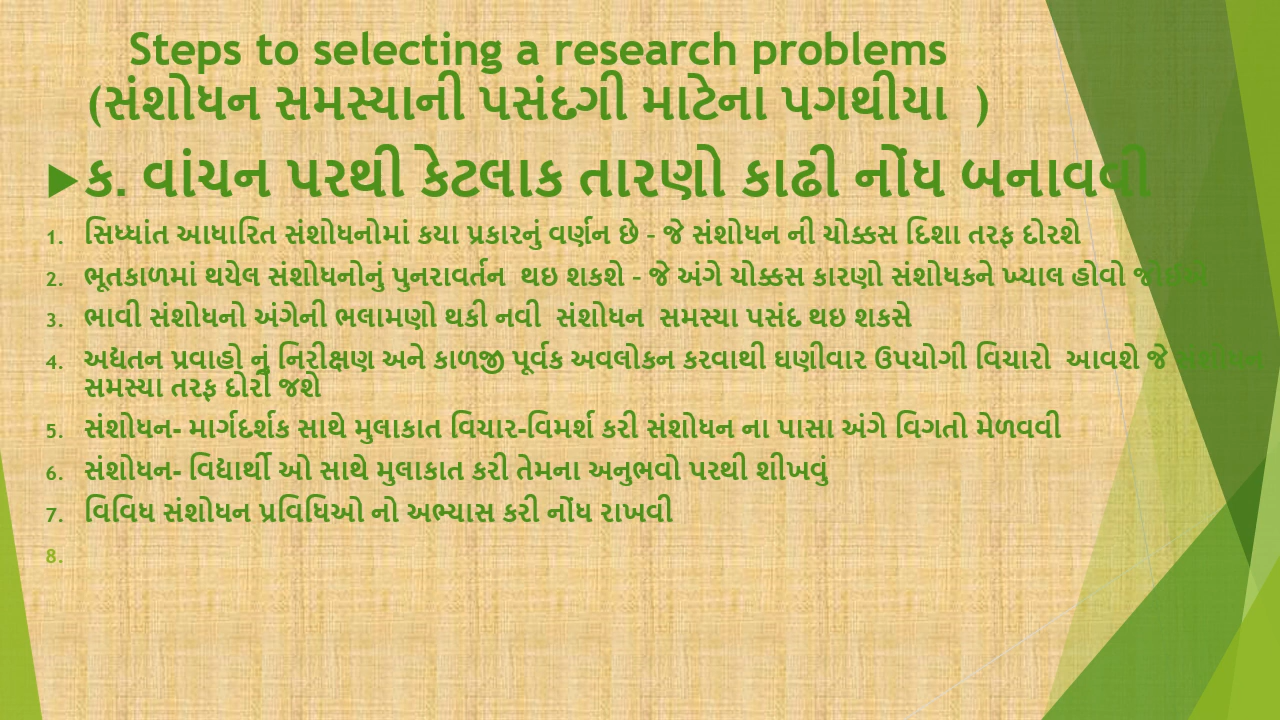 Steps to selecting a research problems
(સંશોધન સમસ્યાની પસંદગી માટેના પગથીયા )
ક. વાંચન પરથી કેટલાક તારણો કાઢી નોંધ બનાવવી
1. સિધ્ધાંત આધારિત સંશોધનોમાં કયા પ્રકારનું વર્ણન છે – જે સંશોધન ની ચોક્કસ દિશા તરફ દોરશે
2. ભૂતકાળમાં થયેલ સંશોધનોનું પુનરાવર્તન થઇ શકશે – જે અંગે ચોક્કસ કારણો સંશોધકને ખ્યાલ હોવો જોઈએ
3. ભાવી સંશોધનો અંગેની ભલામણો થકી નવી સંશોધન સમસ્યા પસંદ થઇ શકસે
4. અદ્યતન પ્રવાહો નું નિરીક્ષણ અને કાળજી પૂર્વક અવલોકન કરવાથી ઘણીવાર ઉપયોગી વિચારો આવશે જે સંશોધન
સમસ્યા તરફ દોરી જશે
5. સંશોધન- માર્ગદર્શક સાથે મુલાકાત વિચાર-વિમર્શ કરી સંશોધન ના પાસા અંગે વિગતો મેળવવી
6. સંશોધન- વિદ્યાર્થી ઓ સાથે મુલાકાત કરી તેમના અનુભવો પરથી શીખવું
7. વિવિધ સંશોધન પ્રવિધિઓ નો અભ્યાસ કરી નોંધ રાખવી
8.